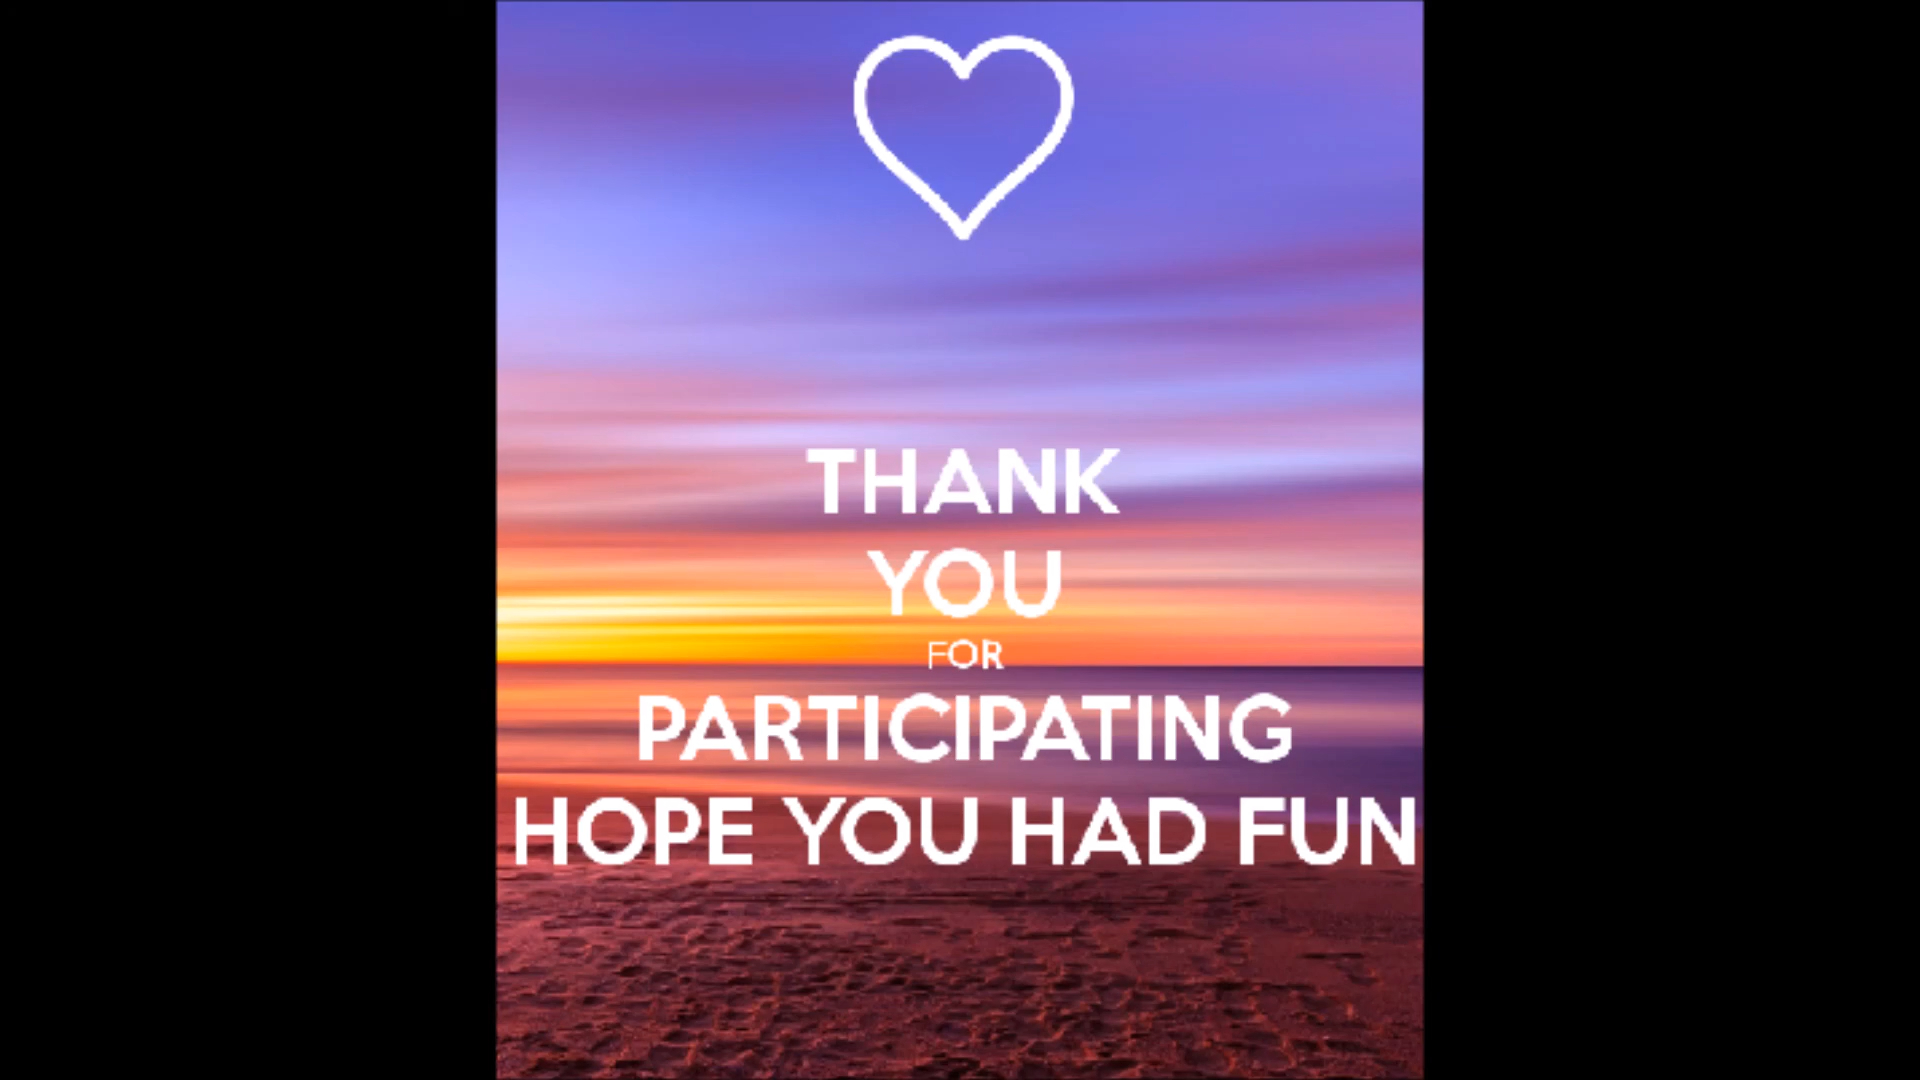 THANK
YOU
FOR
PARTICIPATING
HOPE YOU HAD FUN